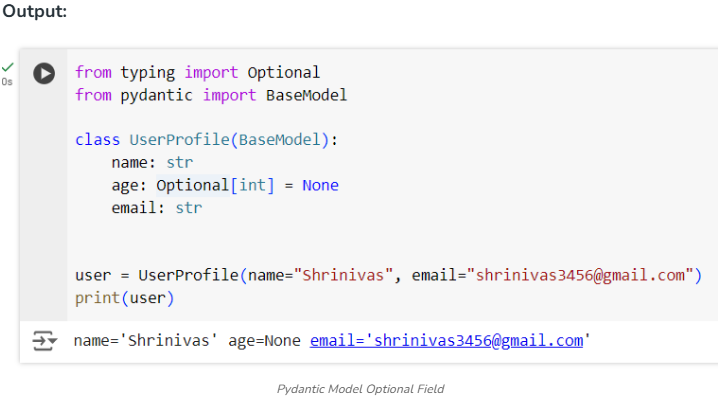 Output:
0s
from typing import Optional
from pydantic import BaseModel
class UserProfile(BaseModel):
    name: str
    age: Optional[int] = None
    email: str
user = UserProfile(name="Shrinivas", email="shrinivas3456@gmail.com")
print(user)
name='Shrinivas' age=None email='shrinivas3456@gmail.com'
Pydantic Model Optional Field